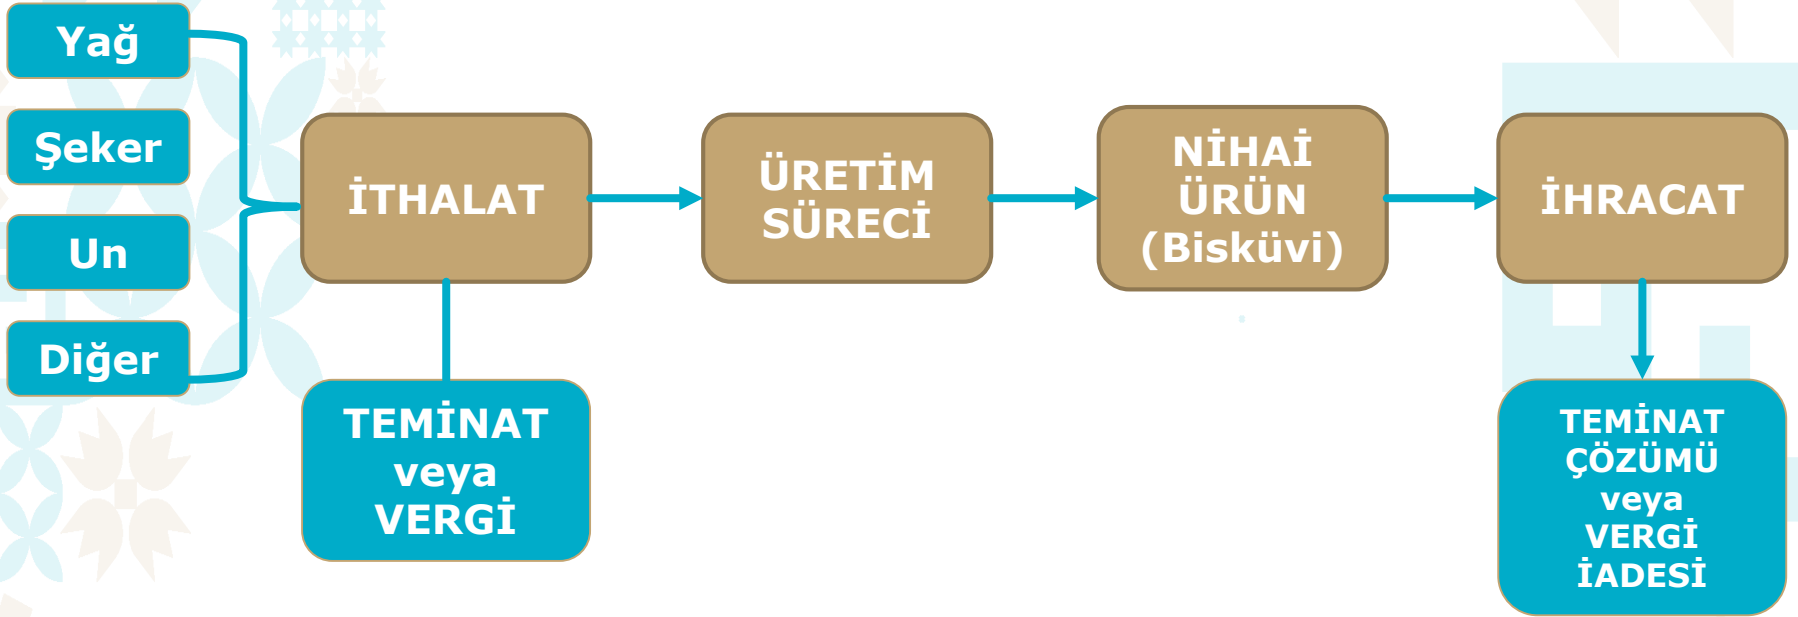 Yağ
Şeker
Un
Diğer
İTHALAT
TEMİNAT
veya
VERGİ
ÜRETİM
SÜRECİ
NİHAİ
ÜRÜN
(Bisküvi)
İHRACAT
TEMİNAT
ÇÖZÜMÜ
veya
VERGİ
İADESİ